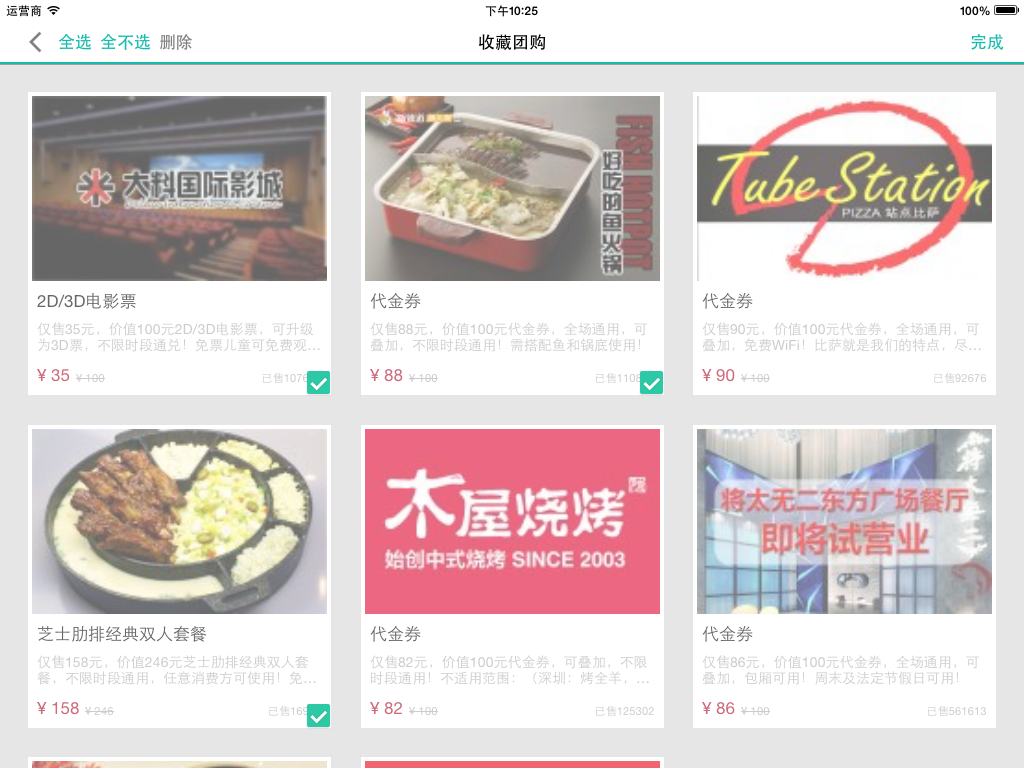 运营商 下午10:25 100%
全选 全不选 删除 收藏团购 完成
大科国际影城
2D/3D电影票
仅售35元，价值100元2D/3D电影票，可升级
为3D票，不限时段通兑！免票儿童可免费观…
¥ 35 ¥ 100 已售1076
好吃的鱼火锅
FISH HOTPOT
代金券
仅售88元，价值100元代金券，全场通用，可
叠加，不限时段通用！需搭配鱼和锅底使用！
¥ 88 ¥ 100 已售1108
Tube Station
PIZZA 站点比萨
代金券
仅售90元，价值100元代金券，全场通用，可
叠加，免费WiFi！比萨就是我们的特点，尽…
¥ 90 ¥ 100 已售92676
芝士肋排经典双人套餐
仅售158元，价值246元芝士肋排经典双人套
餐，不限时段通用，任意消费方可使用！免…
¥ 158 ¥ 246 已售169
木屋烧烤
始创中式烧烤 SINCE 2003
代金券
仅售82元，价值100元代金券，可叠加，不限
时段通用！不适用范围：（深圳：烤全羊，…
¥ 82 ¥ 100 已售125302
将太无二东方广场餐厅
即将试营业
代金券
仅售86元，价值100元代金券，全场通用，可
叠加，包厢可用！周末及法定节假日可用！
¥ 86 ¥ 100 已售561613